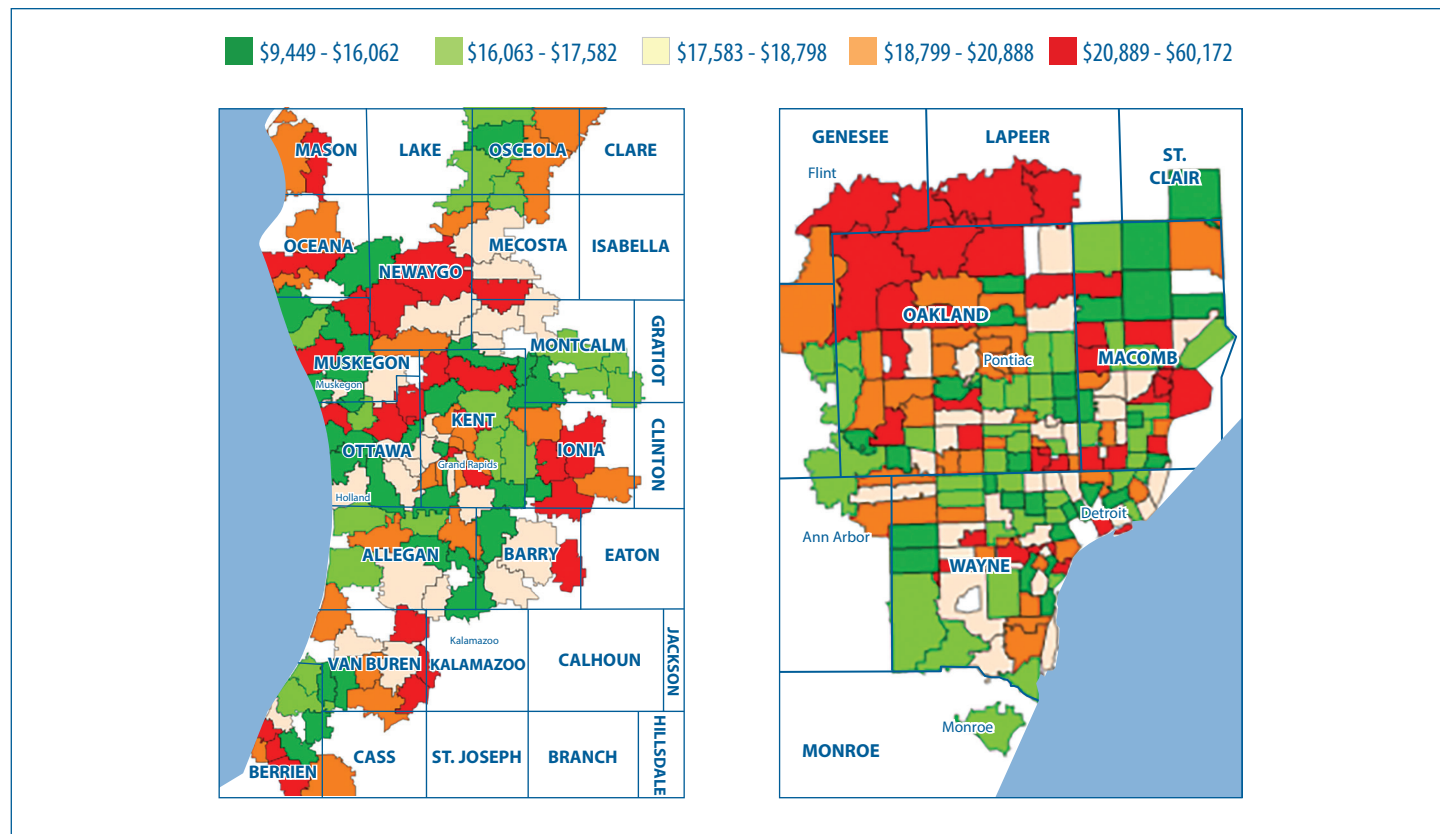 $9,449 - $16,062
$16,063 - $17,582
$17,583 - $18,798
$18,799 - $20,888
$20,889 - $60,172
MASON
LAKE
OSCEOLA
CLARE
OCEANA
NEWAYGO
MECOSTA
ISABELLA
MUSKEGON
Muskegon
MONTCALM
GRATIOT
OTTAWA
KENT
Grand Rapids
IONIA
CLINTON
Holland
ALLEGAN
BARRY
EATON
VAN BUREN
Kalamazoo
KALAMAZOO
CALHOUN
JACKSON
BERRIEN
CASS
ST. JOSEPH
BRANCH
HILLSDALE
GENESEE
LAPEER
ST.
CLAIR
Flint
OAKLAND
Pontiac
MACOMB
Ann Arbor
Detroit
WAYNE
Monroe
MONROE